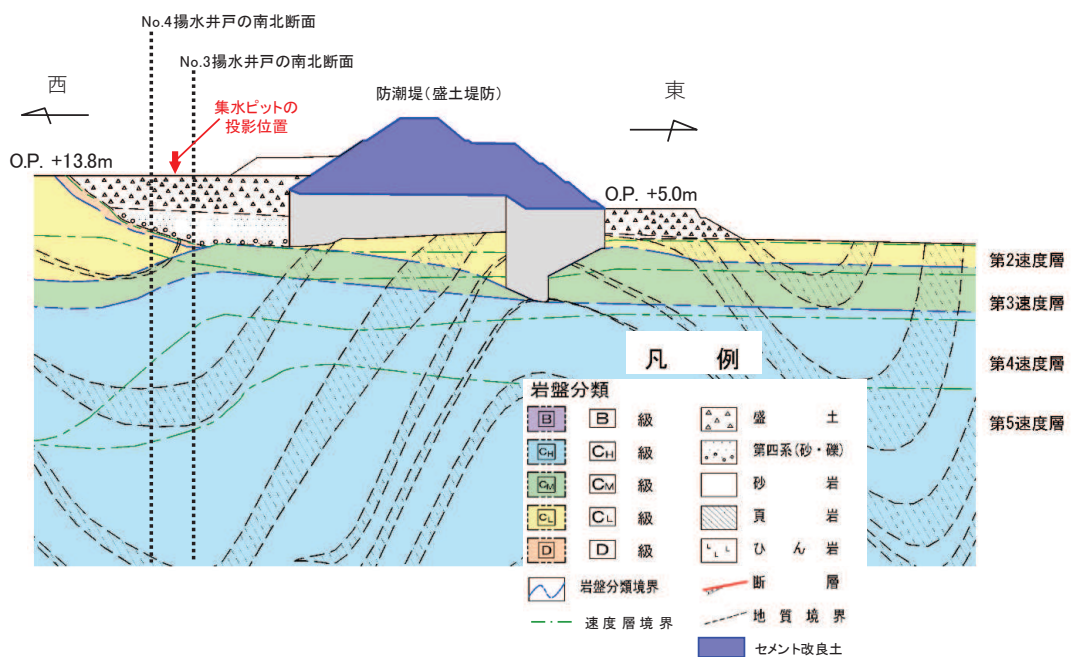 No.4揚水井戸の南北断面
No.3揚水井戸の南北断面
西
集水ピットの
投影位置
防潮堤(盛土堤防)
東
O.P. +13.8m
O.P. +5.0m
第2速度層
第3速度層
第4速度層
第5速度層
凡 例
岩盤分類
B B 級
CH CH 級
CM CM 級
CL CL 級
D D 級
岩盤分類境界
速度層境界
盛 土
第四系(砂・礫)
砂 岩
頁 岩
ひ ん 岩
断 層
地 質 境 界
セメント改良土